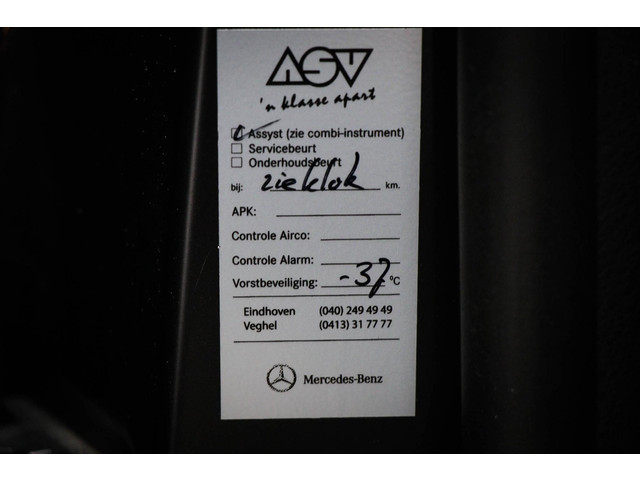 ASV
'n klasse apart
Assyst (zie combi-instrument)
Servicebeurt
Onderhoudsbeurt
bij: zie klok km.
APK:
Controle Airco:
Controle Alarm:
Vorstbeveiliging: -37 °C
Eindhoven (040) 249 49 49
Veghel (0413) 31 77 77
Mercedes-Benz